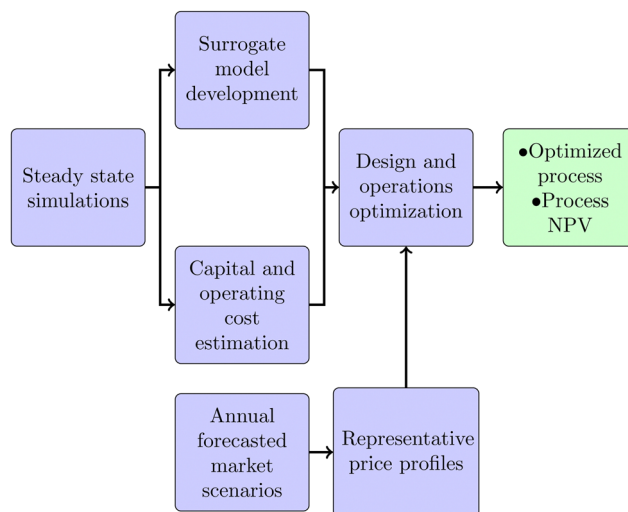 Surrogate
model
development
Steady state
simulations
Design and
operations
optimization
●Optimized
process
●Process
NPV
Capital and
operating
cost
estimation
Annual
forecasted
market
scenarios
Representative
price profiles